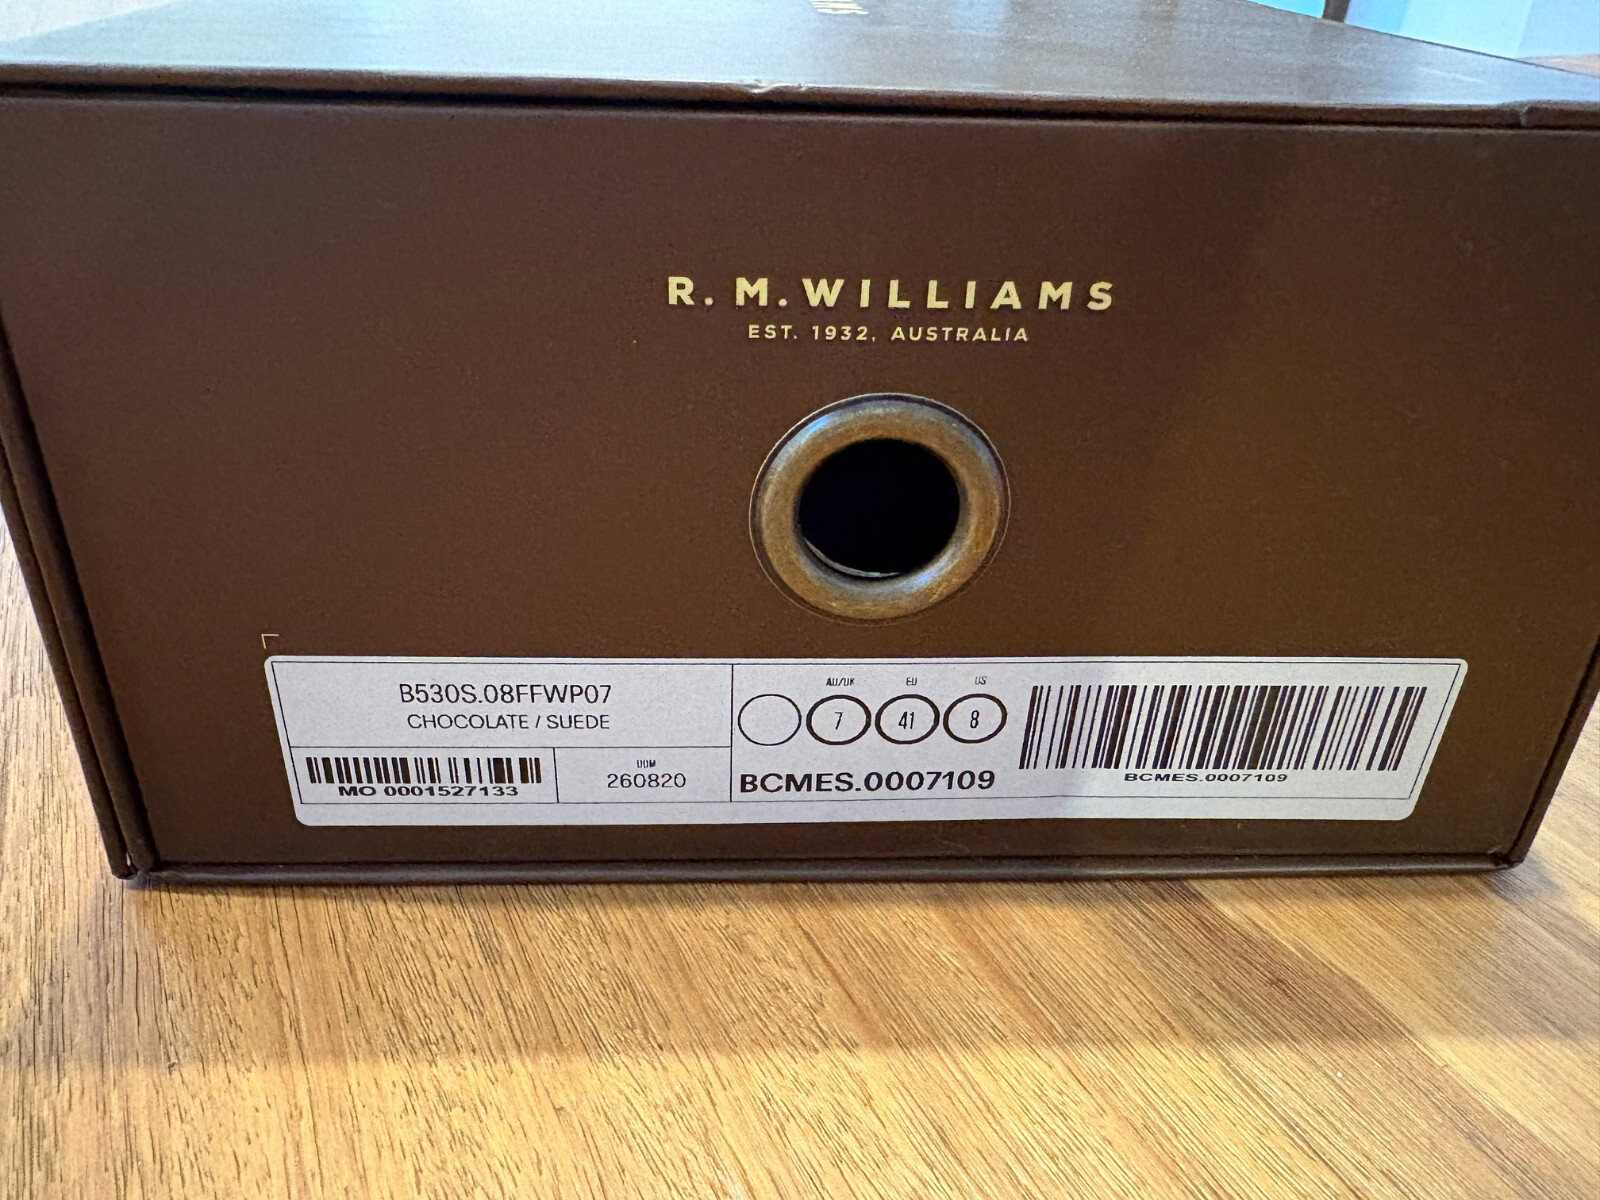 R. M. WILLIAMS
EST. 1932, AUSTRALIA
B530S.08FFWP07
CHOCOLATE / SUEDE
MO 0001527133
DOM
260820
AU/UK EU US
7 41 8
BCMES.0007109
BCMES.0007109